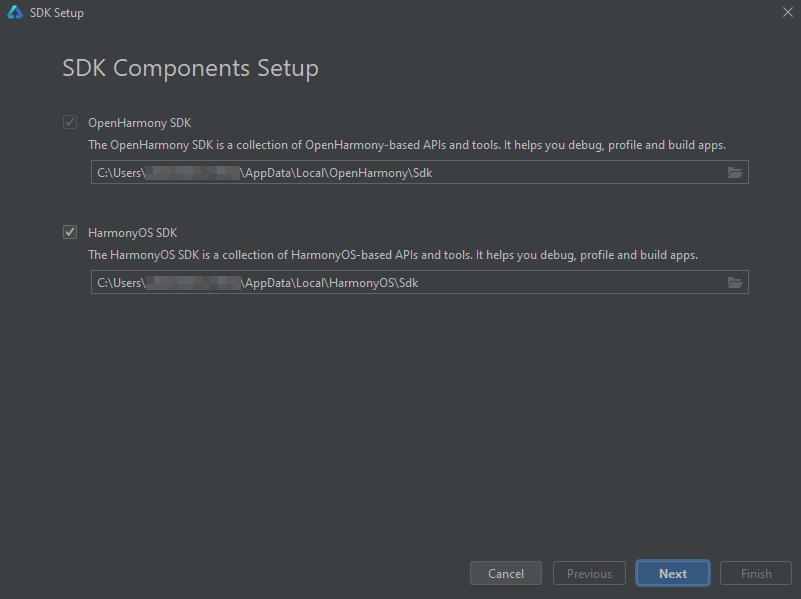 SDK Setup
SDK Components Setup
OpenHarmony SDK
The OpenHarmony SDK is a collection of OpenHarmony-based APIs and tools. It helps you debug, profile and build apps.
C:\Users\ \AppData\Local\OpenHarmony\Sdk
HarmonyOS SDK
The HarmonyOS SDK is a collection of HarmonyOS-based APIs and tools. It helps you debug, profile and build apps.
C:\Users\ \AppData\Local\HarmonyOS\Sdk
Cancel Previous Next Finish